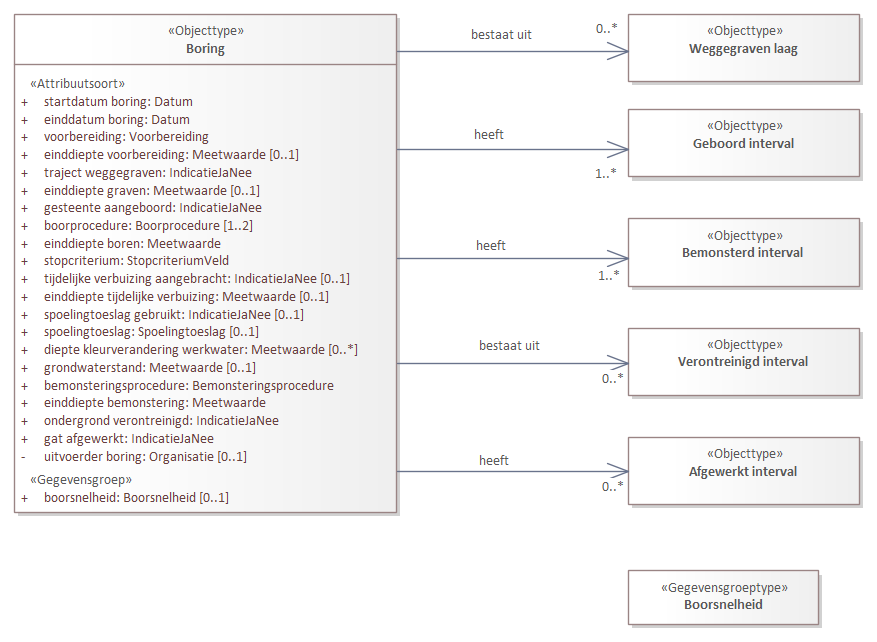 «Objecttype»
Boring
«Attribuutsoort»
+ startdatum boring: Datum
+ einddatum boring: Datum
+ voorbereiding: Voorbereiding
+ einddiepte voorbereiding: Meetwaarde [0..1]
+ traject weggegraven: IndicatieJaNee
+ einddiepte graven: Meetwaarde [0..1]
+ gesteente aangeboord: IndicatieJaNee
+ boorprocedure: Boorprocedure [1..2]
+ einddiepte boren: Meetwaarde
+ stopcriterium: StopcriteriumVeld
+ tijdelijke verbuizing aangebracht: IndicatieJaNee [0..1]
+ einddiepte tijdelijke verbuizing: Meetwaarde [0..1]
+ spoelingtoeslag gebruikt: IndicatieJaNee [0..1]
+ spoelingtoeslag: Spoelingtoeslag [0..1]
+ diepte kleurverandering werkwater: Meetwaarde [0..*]
+ grondwaterstand: Meetwaarde [0..1]
+ bemonsteringsprocedure: Bemonsteringsprocedure
+ einddiepte bemonstering: Meetwaarde
+ ondergrond verontreinigd: IndicatieJaNee
+ gat afgewerkt: IndicatieJaNee
- uitvoerder boring: Organisatie [0..1]
«Gegevensgroep»
+ boorsnelheid: Boorsnelheid [0..1]
bestaat uit
0..*
«Objecttype»
Weggegraven laag
heeft
1..*
«Objecttype»
Geboord interval
heeft
1..*
«Objecttype»
Bemonsterd interval
bestaat uit
0..*
«Objecttype»
Verontreinigd interval
heeft
0..*
«Objecttype»
Afgewerkt interval
«Gegevensgroeptype»
Boorsnelheid